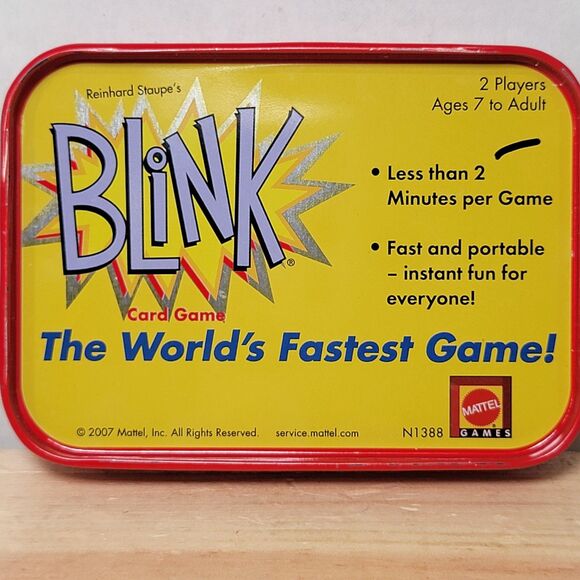 Reinhard Staupe's
BLINK®
Card Game
2 Players
Ages 7 to Adult
• Less than 2
Minutes per Game
• Fast and portable
– instant fun for
everyone!
The World's Fastest Game!
© 2007 Mattel, Inc. All Rights Reserved. service.mattel.com N1388
MATTEL
GAMES